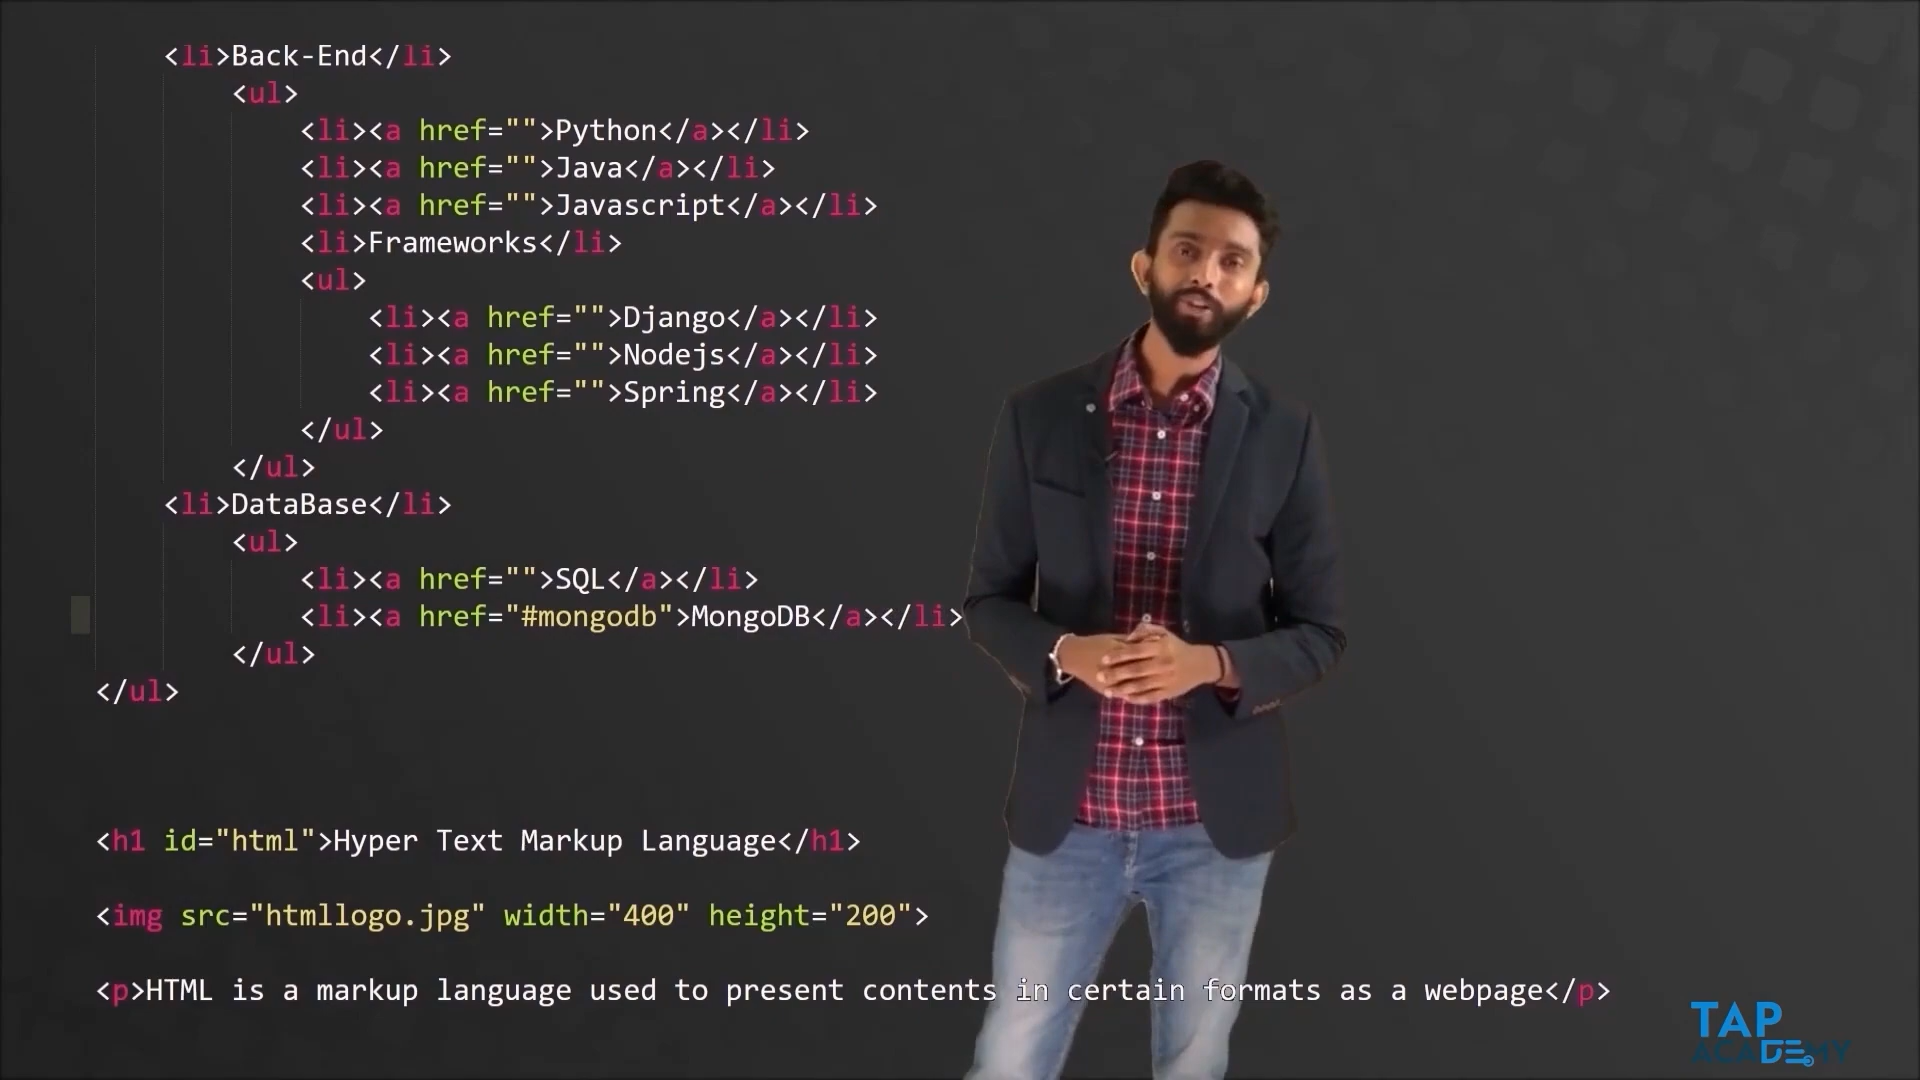 <li>Back-End</li>
<ul>
<li><a href="">Python</a></li>
<li><a href="">Java</a></li>
<li><a href="">Javascript</a></li>
<li>Frameworks</li>
<ul>
<li><a href="">Django</a></li>
<li><a href="">Nodejs</a></li>
<li><a href="">Spring</a></li>
</ul>
</ul>
<li>DataBase</li>
<ul>
<li><a href="">SQL</a></li>
<li><a href="#mongodb">MongoDB</a></li>
</ul>
</ul>
<h1 id="html">Hyper Text Markup Language</h1>
<img src="htmllogo.jpg" width="400" height="200">
<p>HTML is a markup language used to present contents in certain formats as a webpage</p>
TAP
ACADEMY